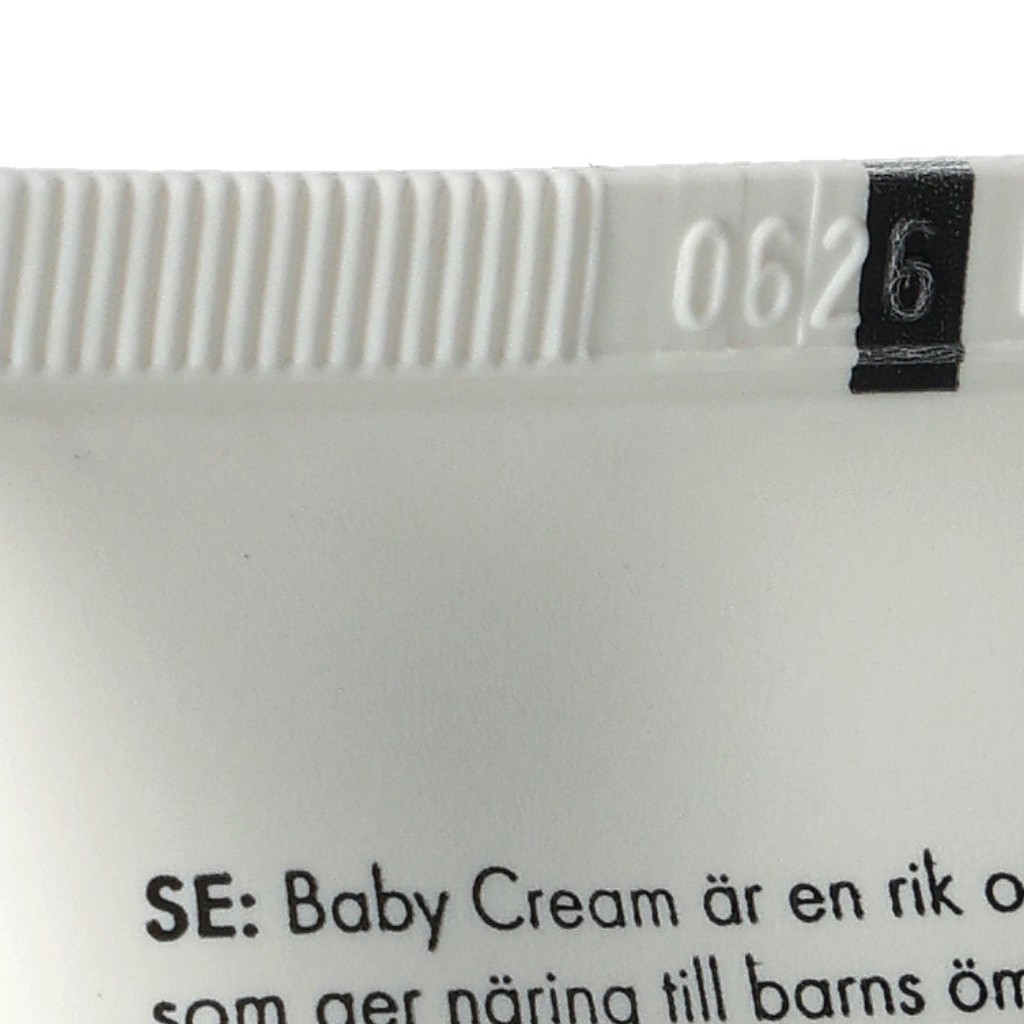 0626
SE: Baby Cream är en rik
som ger näring till barns